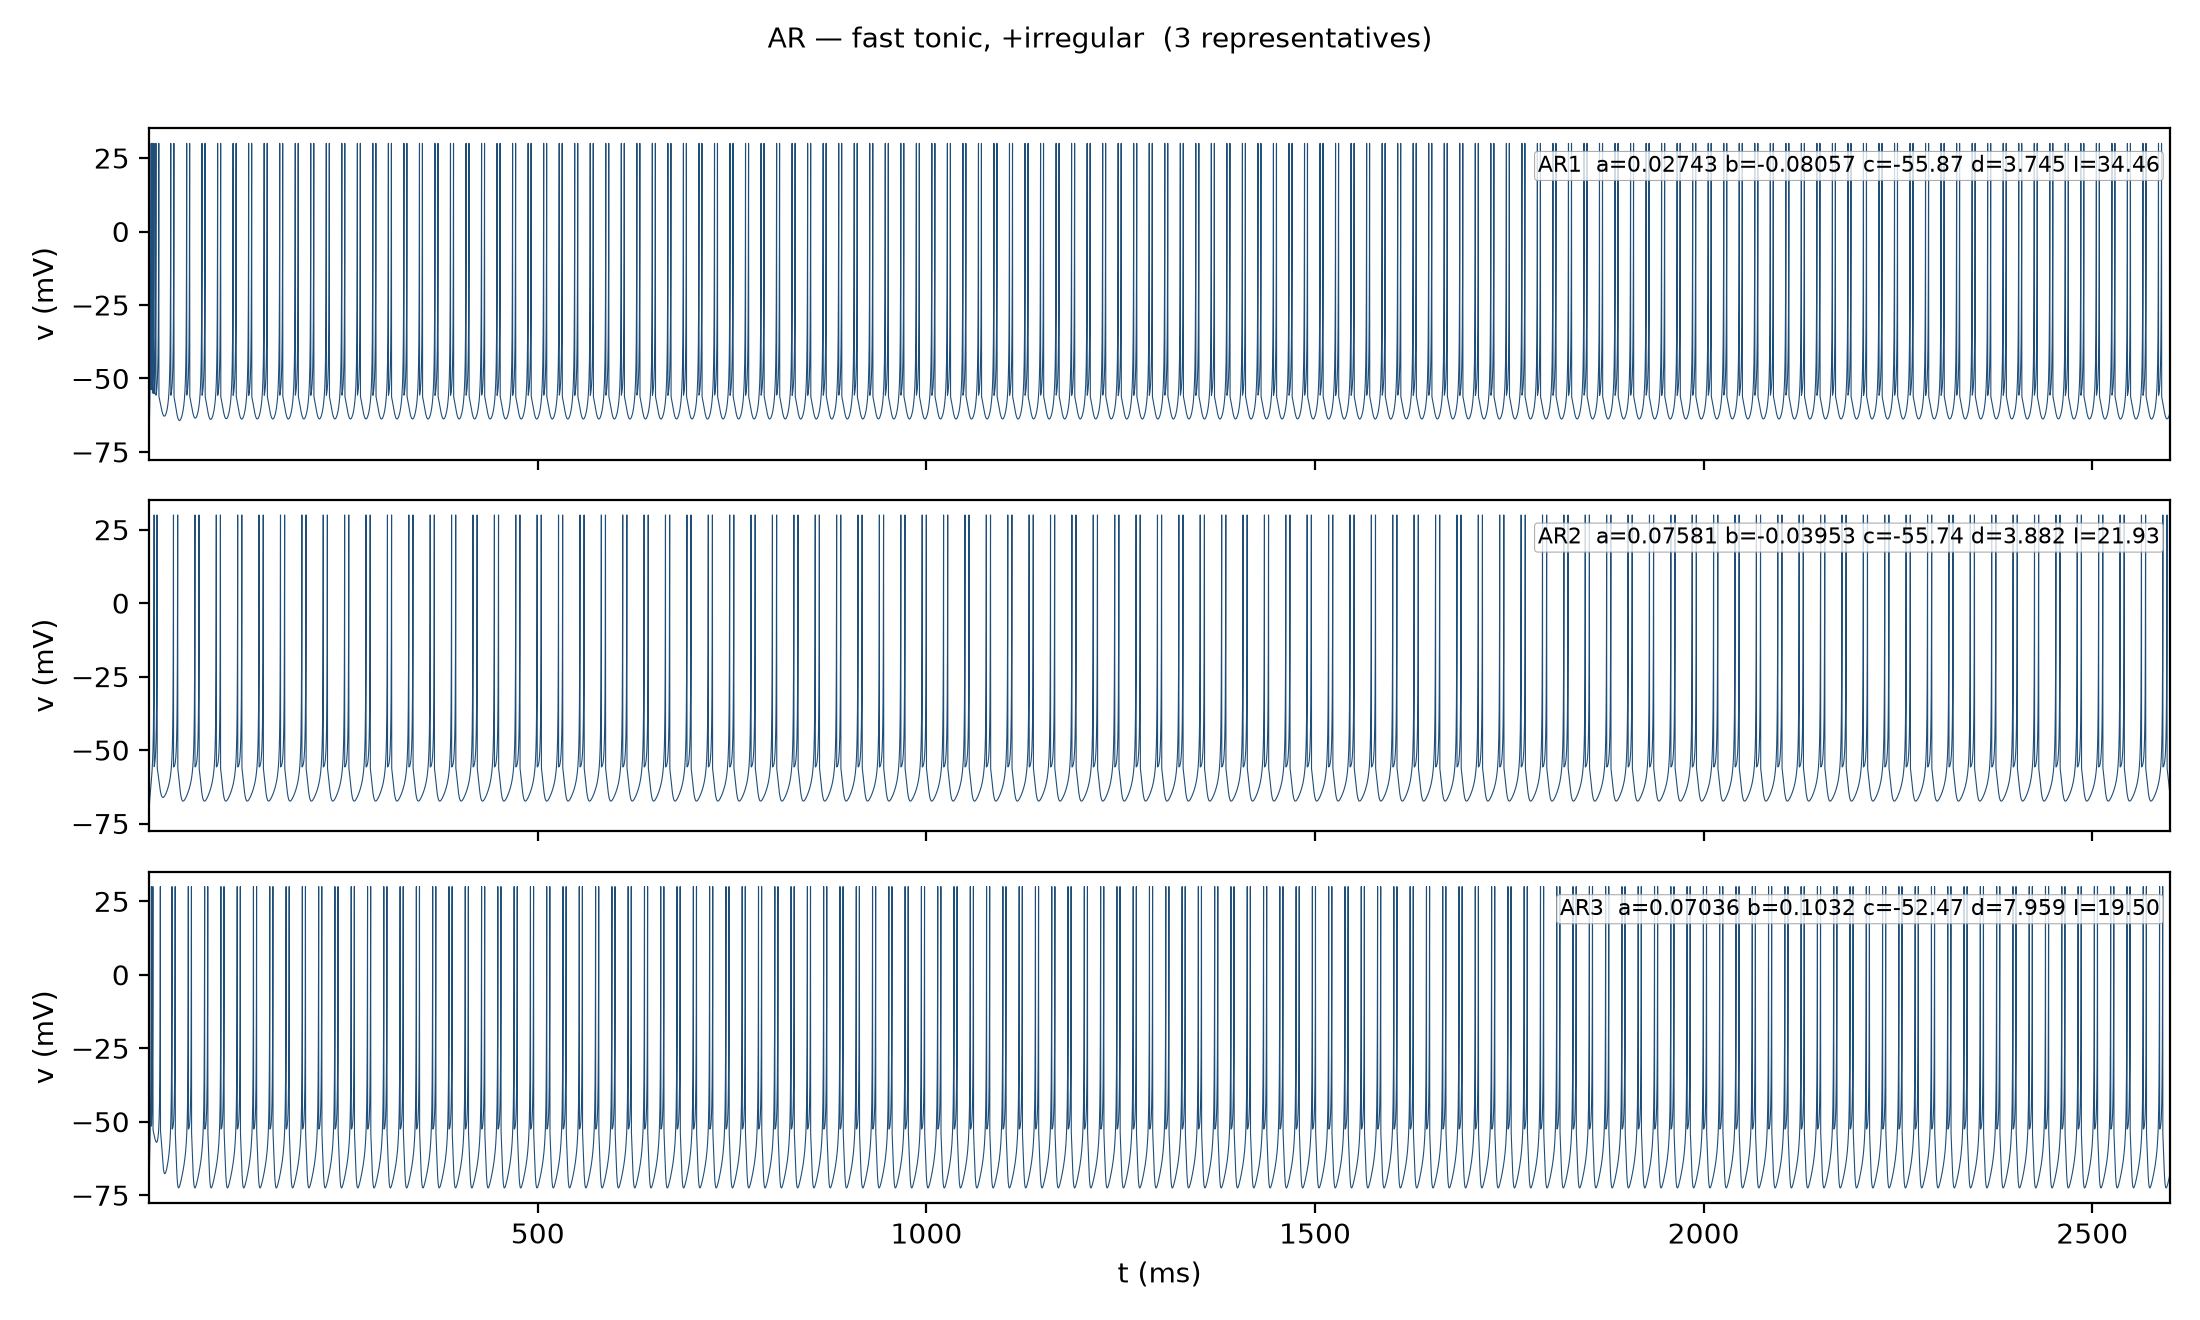 AR — fast tonic, +irregular (3 representatives)
25
0
−25
−50
−75
v (mV)
AR1 a=0.02743 b=-0.08057 c=-55.87 d=3.745 I=34.46
25
0
−25
−50
−75
v (mV)
AR2 a=0.07581 b=-0.03953 c=-55.74 d=3.882 I=21.93
25
0
−25
−50
−75
v (mV)
AR3 a=0.07036 b=0.1032 c=-52.47 d=7.959 I=19.50
500 1000 1500 2000 2500
t (ms)